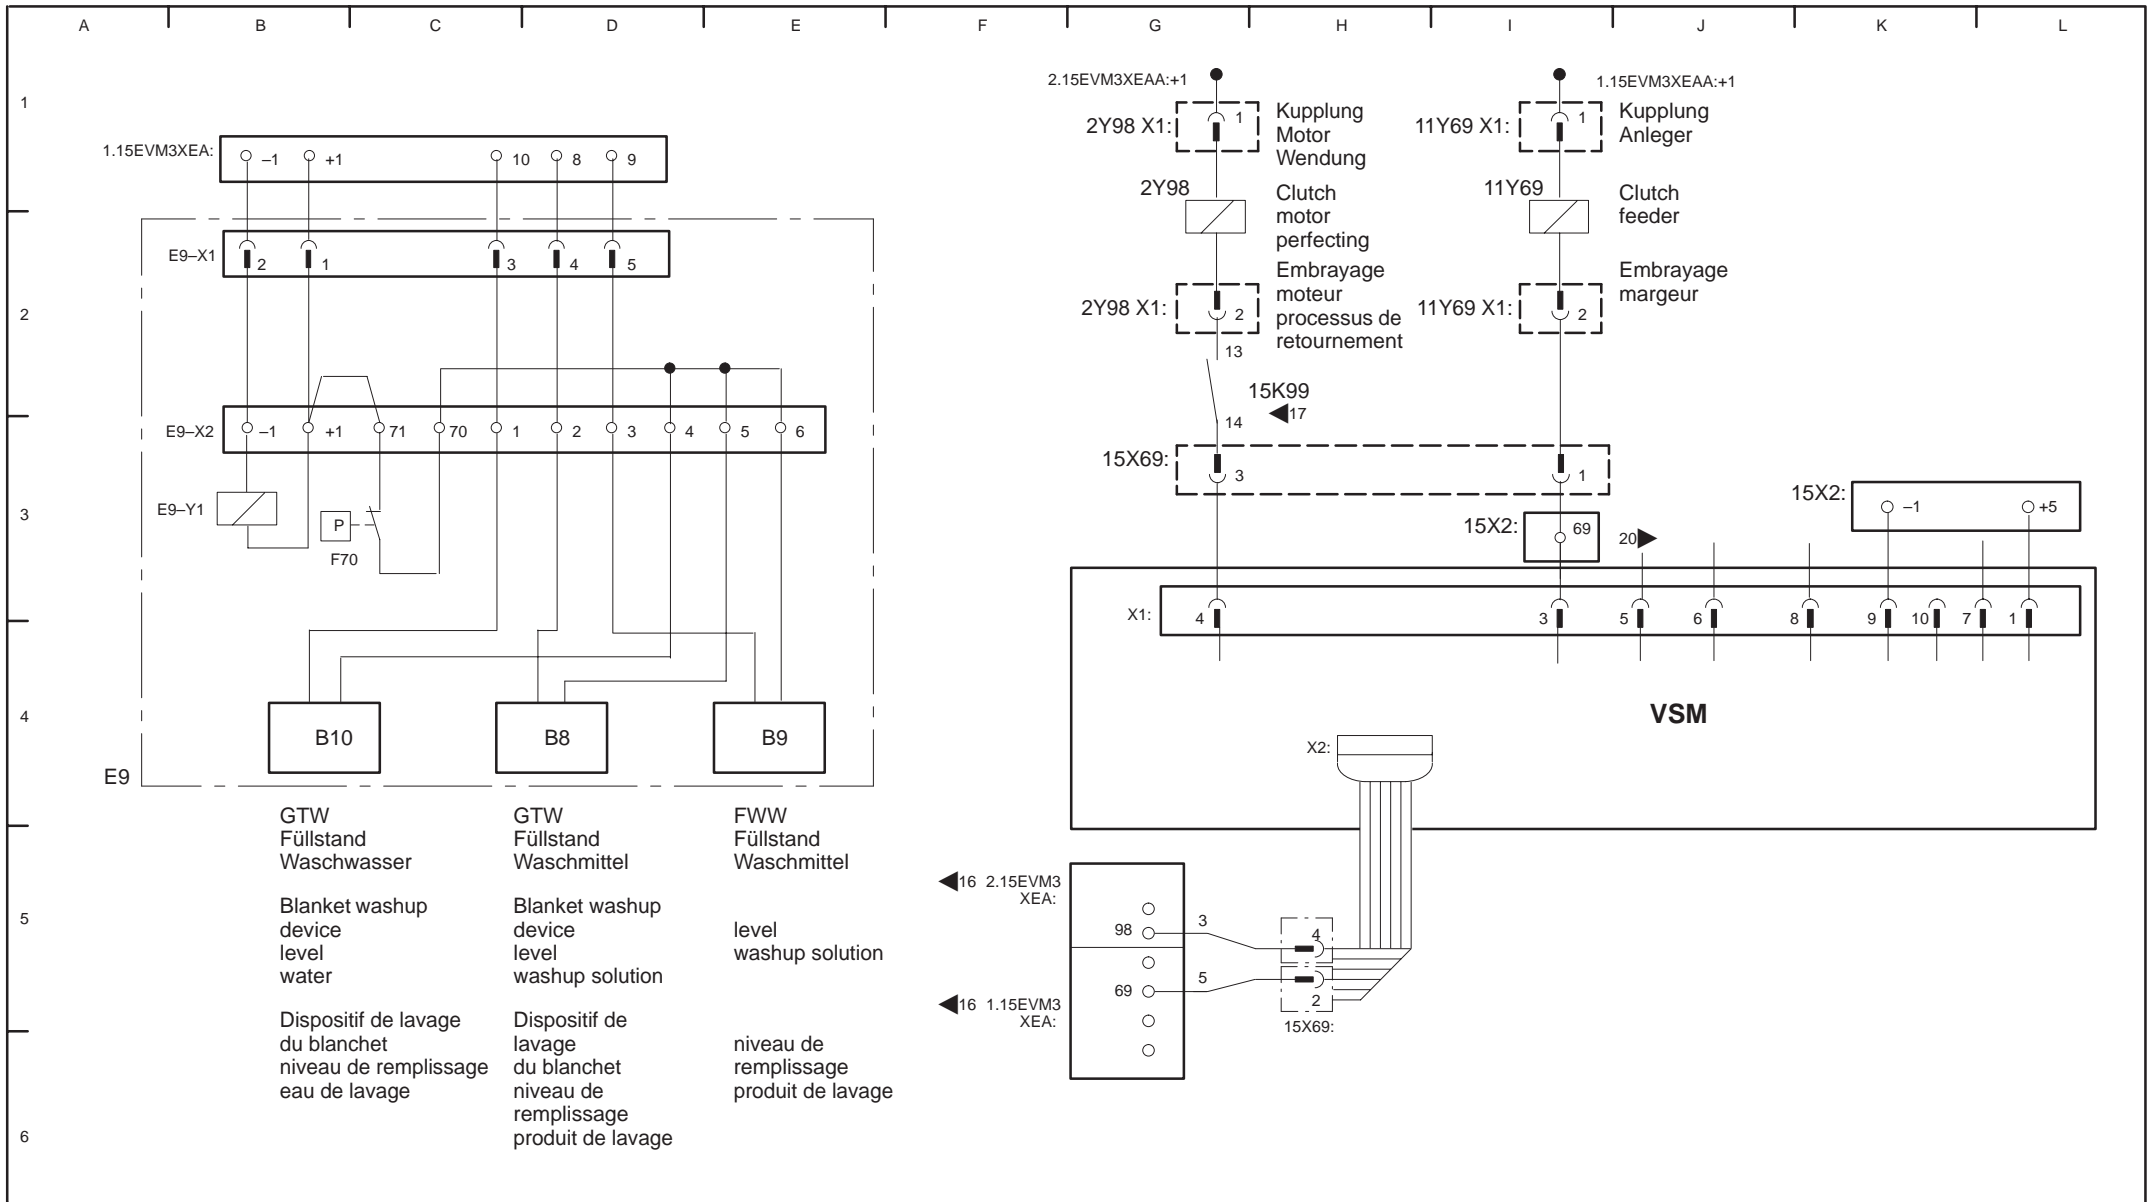 A B C D E F G H I J K L
1
2
3
4
5
6
1.15EVM3XEA:
–1 +1 10 8 9
E9–X1
2 1 3 4 5
E9–X2
–1 +1 71 70 1 2 3 4 5 6
E9–Y1
P
F70
B10
B8
B9
E9
GTW
Füllstand
Waschwasser
Blanket washup
device
level
water
Dispositif de lavage
du blanchet
niveau de remplissage
eau de lavage
GTW
Füllstand
Waschmittel
Blanket washup
device
level
washup solution
Dispositif de
lavage
du blanchet
niveau de
remplissage
produit de lavage
FWW
Füllstand
Waschmittel
level
washup solution
niveau de
remplissage
produit de lavage
2.15EVM3XEAA:+1
2Y98 X1:
1
Kupplung
Motor
Wendung
2Y98
Clutch
motor
perfecting
2Y98 X1:
2
Embrayage
moteur
processus de
retournement
13
15K99
17
14
15X69:
3
1
1.15EVM3XEAA:+1
11Y69 X1:
1
Kupplung
Anleger
11Y69
Clutch
feeder
11Y69 X1:
2
Embrayage
margeur
15X2:
69
20
15X2:
–1 +5
X1:
4 3 5 6 8 9 10 7 1
VSM
X2:
16 2.15EVM3
XEA:
98
3
4
16 1.15EVM3
XEA:
69
5
2
15X69: